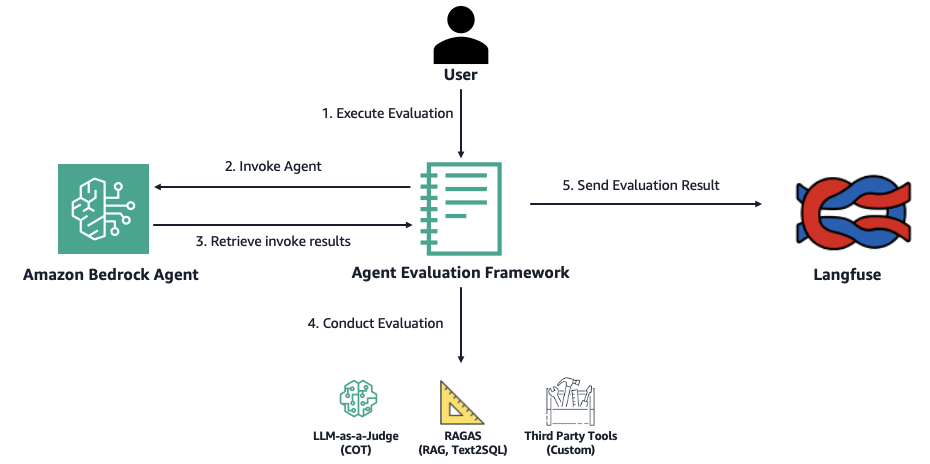 User
1. Execute Evaluation
2. Invoke Agent
5. Send Evaluation Result
3. Retrieve invoke results
Amazon Bedrock Agent
Agent Evaluation Framework
Langfuse
4. Conduct Evaluation
LLM-as-a-Judge
(COT)
RAGAS
(RAG, Text2SQL)
Third Party Tools
(Custom)